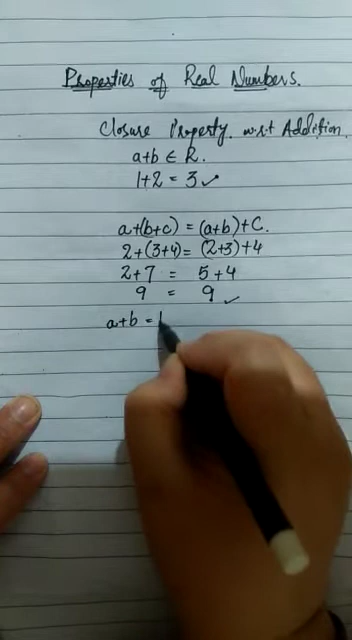 Properties of Real Numbers.
Closure Property w.r.t Addition
a+b ∈ R.
1+2 = 3 ✓
a+(b+c) = (a+b)+C.
2+(3+4) = (2+3)+4
2+7 = 5+4
9 = 9 ✓
a+b =